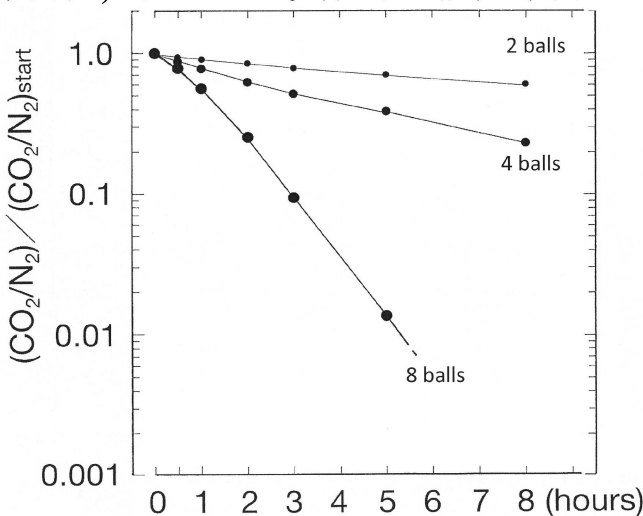 (CO₂/N₂)/(CO₂/N₂)start
1.0
0.1
0.01
0.001
2 balls
4 balls
8 balls
0 1 2 3 4 5 6 7 8 (hours)